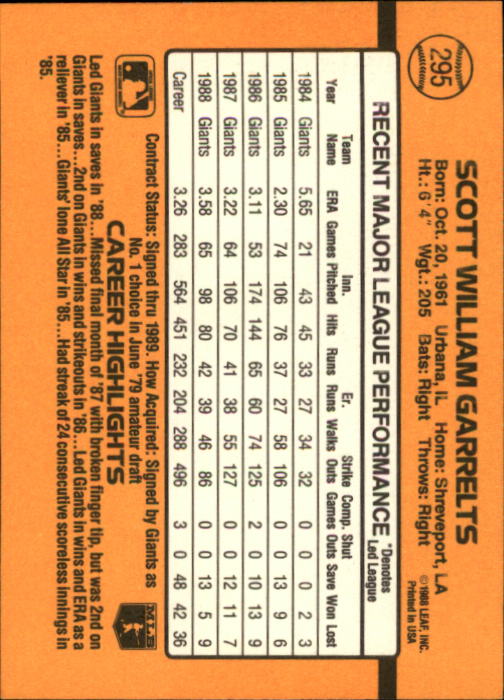 295
SCOTT WILLIAM GARRELTS
Born: Oct. 20, 1961 Urbana, IL Home: Shreveport, LA
Ht.: 6'4" Wgt.: 205 Bats: Right Throws: Right
©1988 LEAF, INC.
Printed in USA
RECENT MAJOR LEAGUE PERFORMANCE *Denotes Led League
Team Inn. Er. Strike Comp. Shut
Year Name ERA Games Pitched Hits Runs Runs Walks Outs Games Outs Save Won Lost
1984 Giants 5.65 21 43 45 33 27 34 32 0 0 0 2 3
1985 Giants 2.30 74 106 76 37 27 58 106 0 0 13 9 6
1986 Giants 3.11 53 174 144 65 60 74 125 2 0 10 13 9
1987 Giants 3.22 64 106 70 41 38 55 127 0 0 12 11 7
1988 Giants 3.58 65 98 80 42 39 46 86 0 0 13 5 9
Career 3.26 283 564 451 232 204 288 496 3 0 48 42 36
Contract Status: Signed thru 1989. How Acquired: Signed by Giants as
No. 1 choice in June '79 amateur draft
MLS
CAREER HIGHLIGHTS
Led Giants in saves in '88...Missed final month of '87 with broken finger tip, but was 2nd on
Giants in saves...2nd on Giants in wins and strikeouts in '86...Led Giants in wins and ERA as a
reliever in '85...Giants' lone All Star in '85...Had streak of 24 consecutive scoreless innings in
'85.